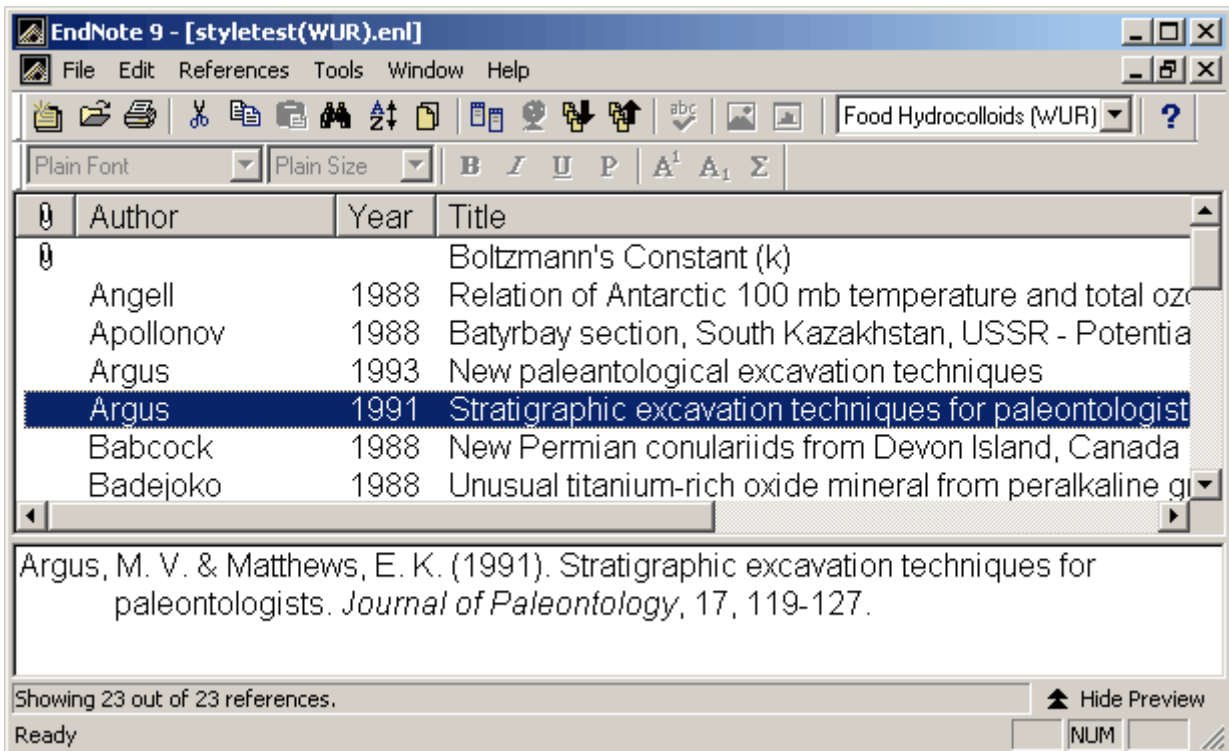 EndNote 9 - [styletest(WUR).enl]
File Edit References Tools Window Help
abc Food Hydrocolloids (WUR) ?
Plain Font Plain Size B I U P A¹ A₁ Σ
Author Year Title
Boltzmann's Constant (k)
Angell 1988 Relation of Antarctic 100 mb temperature and total
Apollonov 1988 Batyrbay section, South Kazakhstan, USSR - Potentia
Argus 1993 New paleantological excavation techniques
Argus 1991 Stratigraphic excavation techniques for paleontologist
Babcock 1988 New Permian conulariids from Devon Island, Canada
Badejoko 1988 Unusual titanium-rich oxide mineral from peralkaline
Argus, M. V. & Matthews, E. K. (1991). Stratigraphic excavation techniques for
paleontologists. Journal of Paleontology, 17, 119-127.
Showing 23 out of 23 references. Hide Preview
Ready NUM